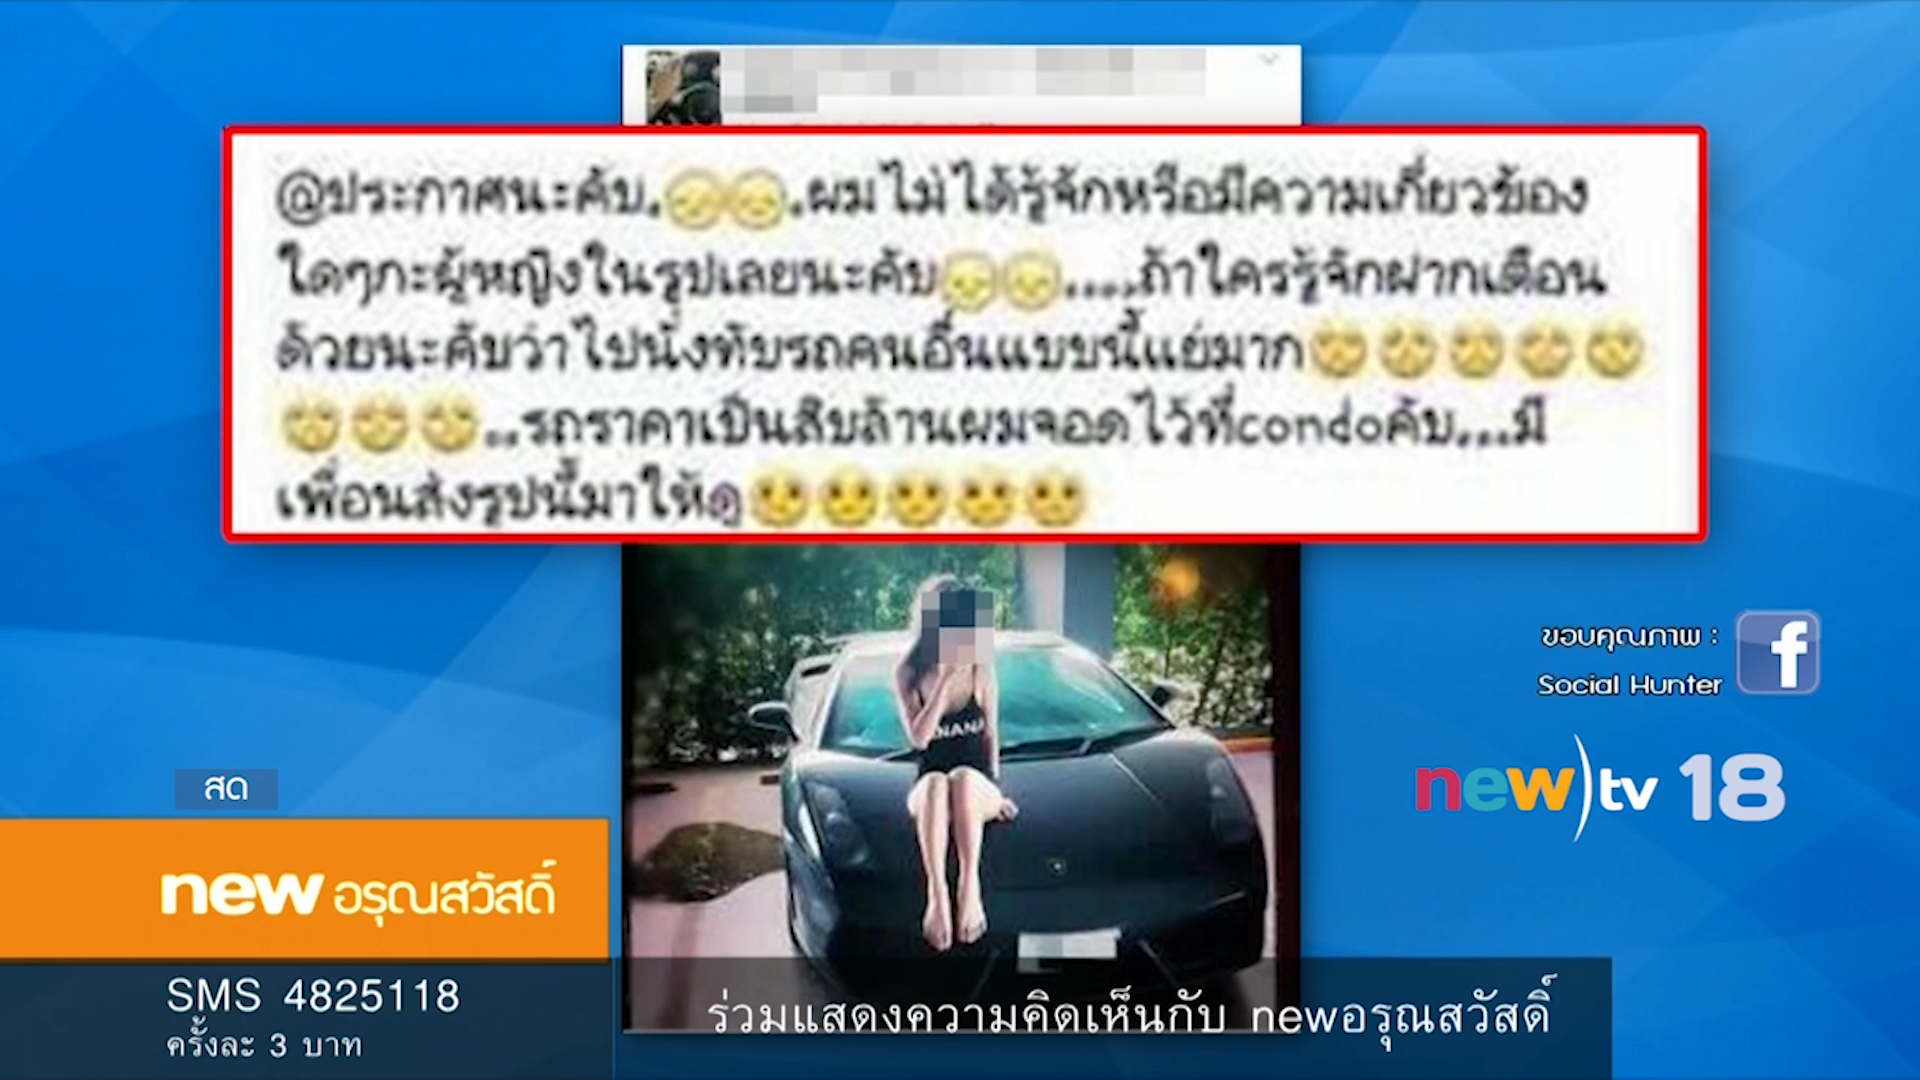 @ประกาศนะคับ..ผมไม่ได้รู้จักหรือมีความเกี่ยวข้อง
ใดๆกะผู้หญิงในรูปเลยนะคับ....ถ้าใครรู้จักฝากเตือน
ด้วยนะคับว่าไปนั่งทับรถคนอื่นแบบนี้แย่มาก
..รถราคาเป็นสิบล้านผมจอดไว้ที่condoคับ,...มี
เพื่อนส่งรูปนี้มาให้ดู
ขอบคุณภาพ :
Social Hunter
f
new)tv 18
สด
new อรุณสวัสดิ์
SMS 4825118
ครั้งละ 3 บาท
ร่วมแสดงความคิดเห็นกับ newอรุณสวัสดิ์